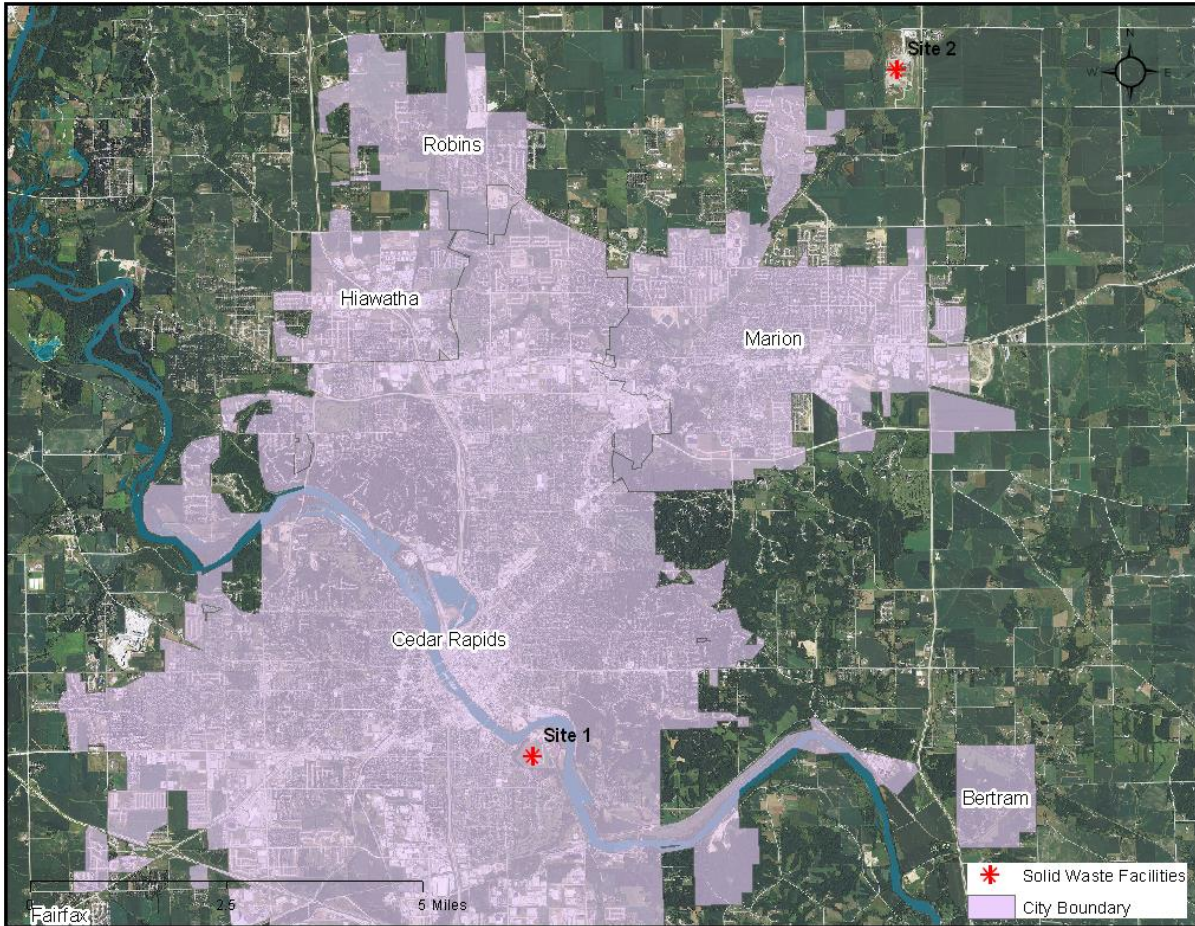 Site 2
N
W
E
S
Robins
Hiawatha
Marion
Cedar Rapids
Site 1
Bertram
Solid Waste Facilities
City Boundary
0
2.5
5 Miles
Fairfax